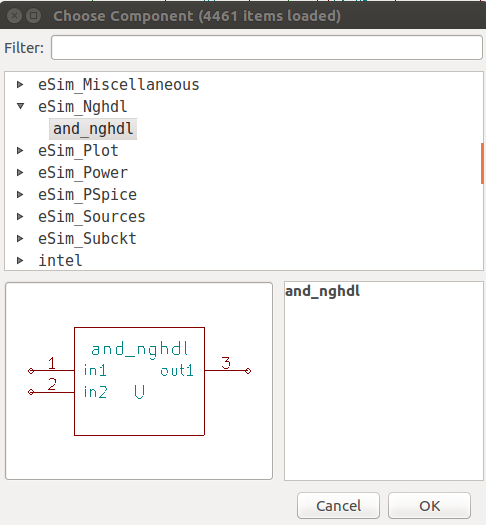 Choose Component (4461 items loaded)
Filter:
eSim_Miscellaneous
eSim_Nghdl
and_nghdl
eSim_Plot
eSim_Power
eSim_PSpice
eSim_Sources
eSim_Subckt
intel
and_nghdl
and_nghdl
1 in1 out1 3
2 in2 U
Cancel OK